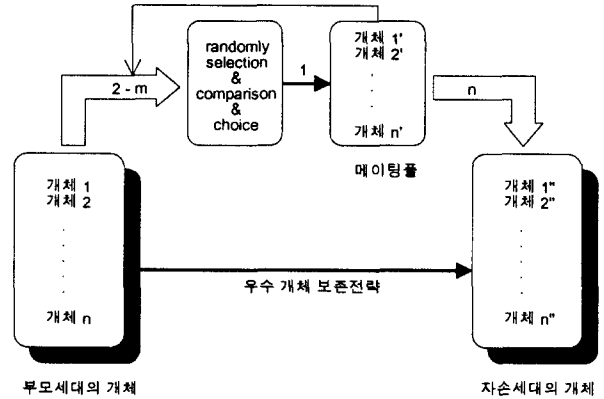 randomly
selection
&
comparison
&
choice
2 - m
1
개체 1'
개체 2'
.
.
.
개체 n'
메이팅풀
n
개체 1
개체 2
.
.
.
.
.
개체 n
부모세대의 개체
우수 개체 보존전략
개체 1"
개체 2"
.
.
.
.
.
개체 n"
자손세대의 개체